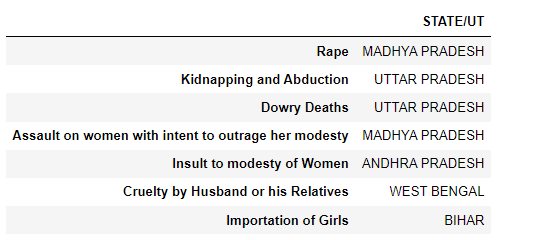 STATE/UT
Rape MADHYA PRADESH
Kidnapping and Abduction UTTAR PRADESH
Dowry Deaths UTTAR PRADESH
Assault on women with intent to outrage her modesty MADHYA PRADESH
Insult to modesty of Women ANDHRA PRADESH
Cruelty by Husband or his Relatives WEST BENGAL
Importation of Girls BIHAR